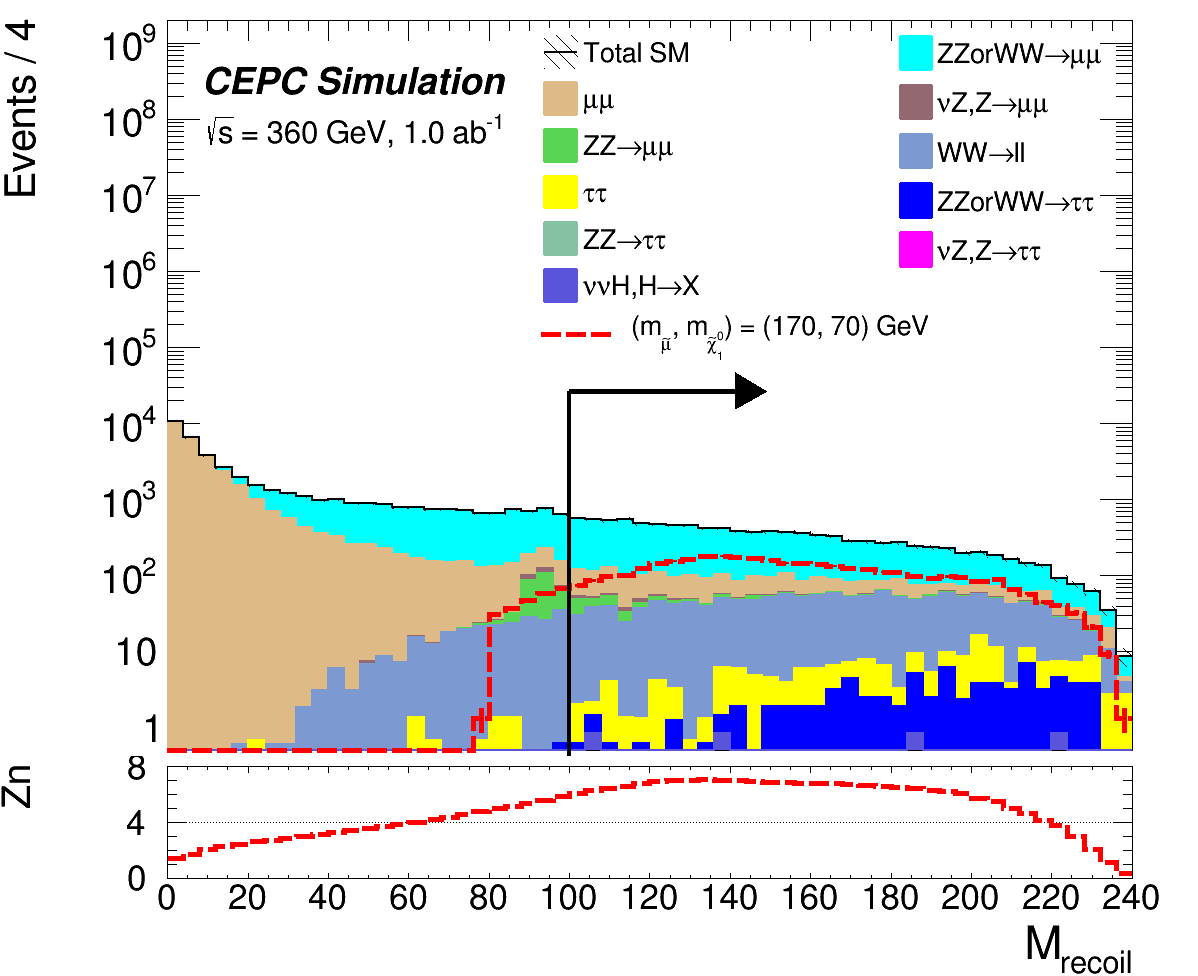 Events / 4
10⁹
10⁸
10⁷
10⁶
10⁵
10⁴
10³
10²
10
1
CEPC Simulation
√s = 360 GeV, 1.0 ab⁻¹
Total SM
μμ
ZZ→μμ
ττ
ZZ→ττ
ννH,H→X
ZZorWW→μμ
νZ,Z→μμ
WW→ll
ZZorWW→ττ
νZ,Z→ττ
(m_μ̃, m_χ̃₁⁰) = (170, 70) GeV
Zn
8
4
0
0 20 40 60 80 100 120 140 160 180 200 220 240
M_recoil